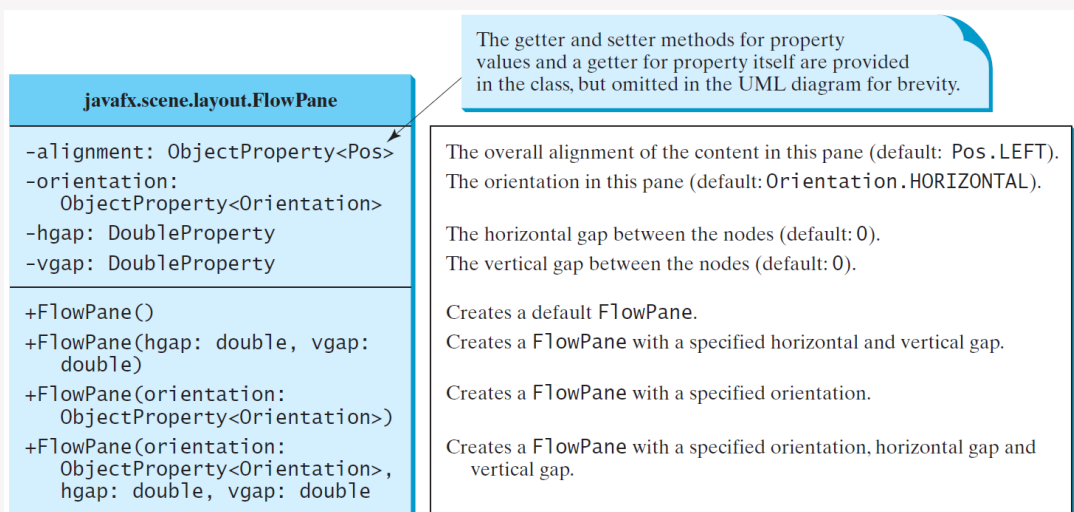 The getter and setter methods for property
values and a getter for property itself are provided
in the class, but omitted in the UML diagram for brevity.
javafx.scene.layout.FlowPane
-alignment: ObjectProperty<Pos>
The overall alignment of the content in this pane (default: Pos.LEFT).
-orientation:
ObjectProperty<Orientation>
The orientation in this pane (default: Orientation.HORIZONTAL).
-hgap: DoubleProperty
The horizontal gap between the nodes (default: 0).
-vgap: DoubleProperty
The vertical gap between the nodes (default: 0).
+FlowPane()
Creates a default FlowPane.
+FlowPane(hgap: double, vgap:
double)
Creates a FlowPane with a specified horizontal and vertical gap.
+FlowPane(orientation:
ObjectProperty<Orientation>)
Creates a FlowPane with a specified orientation.
+FlowPane(orientation:
ObjectProperty<Orientation>,
hgap: double, vgap: double
Creates a FlowPane with a specified orientation, horizontal gap and
vertical gap.